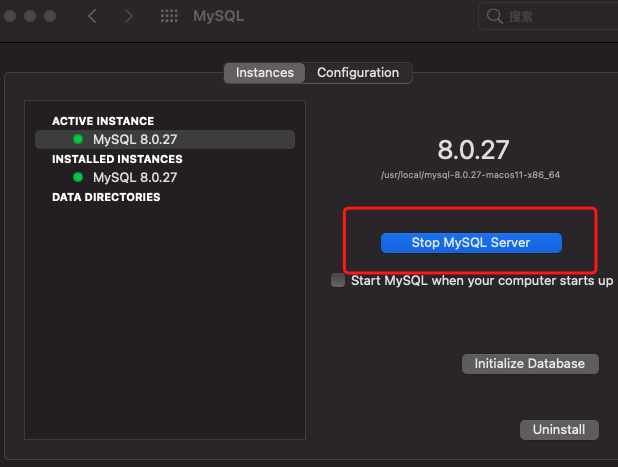 MySQL
搜索
Instances
Configuration
ACTIVE INSTANCE
MySQL 8.0.27
INSTALLED INSTANCES
MySQL 8.0.27
DATA DIRECTORIES
8.0.27
/usr/local/mysql-8.0.27-macos11-x86_64
Stop MySQL Server
Start MySQL when your computer starts up
Initialize Database
Uninstall